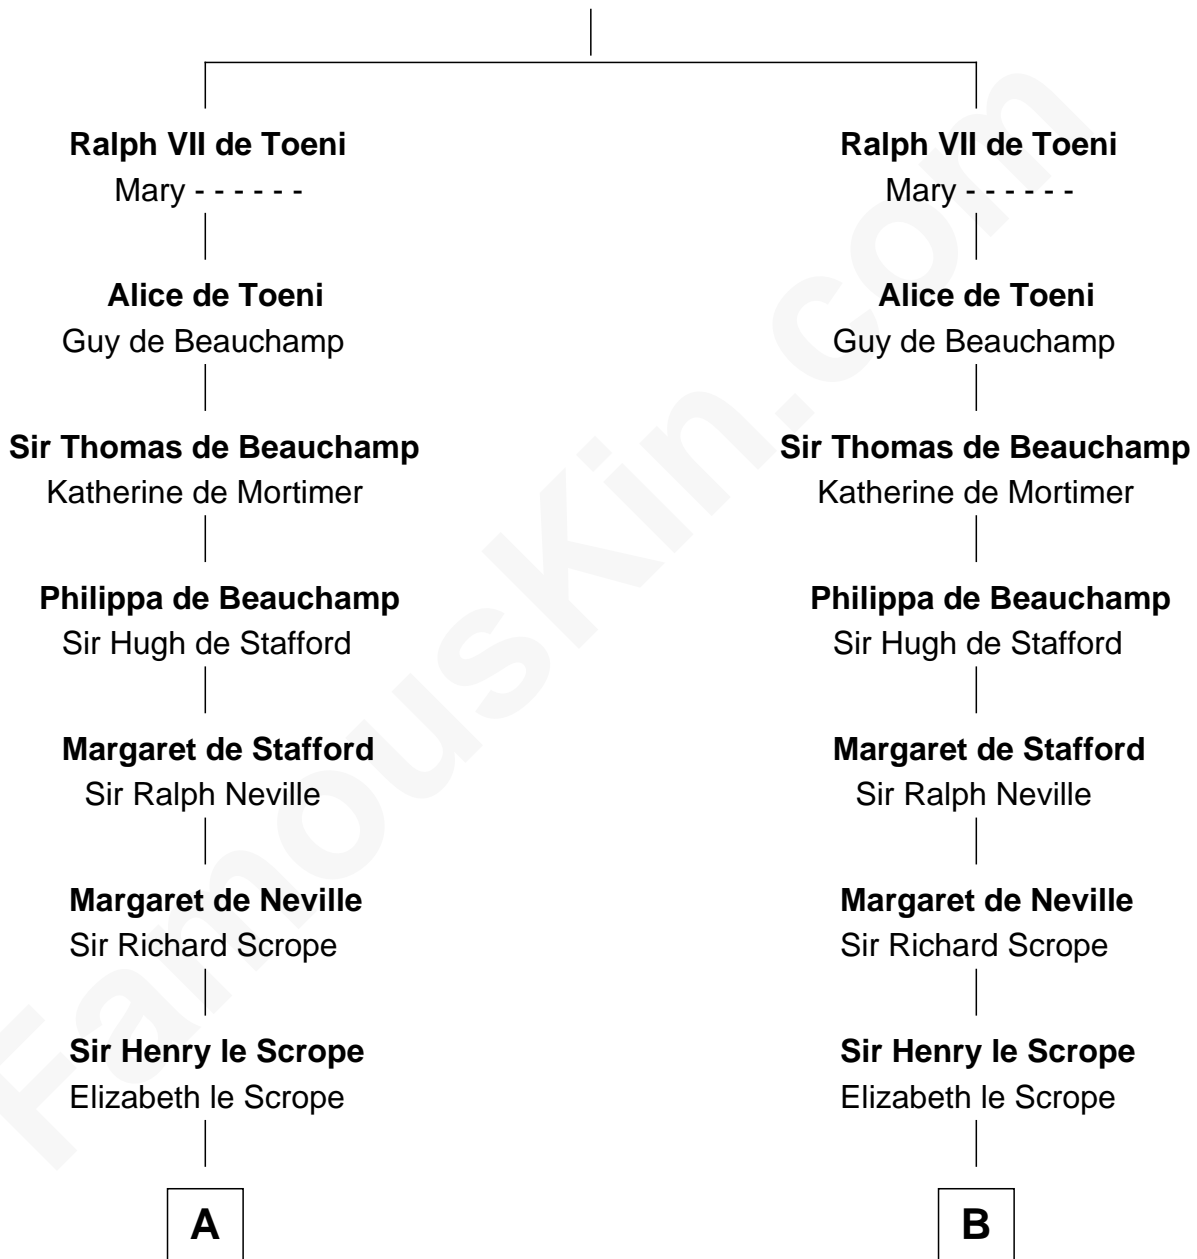 Ralph VII de Toeni
Mary - - - - - -
Alice de Toeni
Guy de Beauchamp
Sir Thomas de Beauchamp
Katherine de Mortimer
Philippa de Beauchamp
Sir Hugh de Stafford
Margaret de Stafford
Sir Ralph Neville
Margaret de Neville
Sir Richard Scrope
Sir Henry le Scrope
Elizabeth le Scrope
A
Ralph VII de Toeni
Mary - - - - - -
Alice de Toeni
Guy de Beauchamp
Sir Thomas de Beauchamp
Katherine de Mortimer
Philippa de Beauchamp
Sir Hugh de Stafford
Margaret de Stafford
Sir Ralph Neville
Margaret de Neville
Sir Richard Scrope
Sir Henry le Scrope
Elizabeth le Scrope
B
FamousKin.com